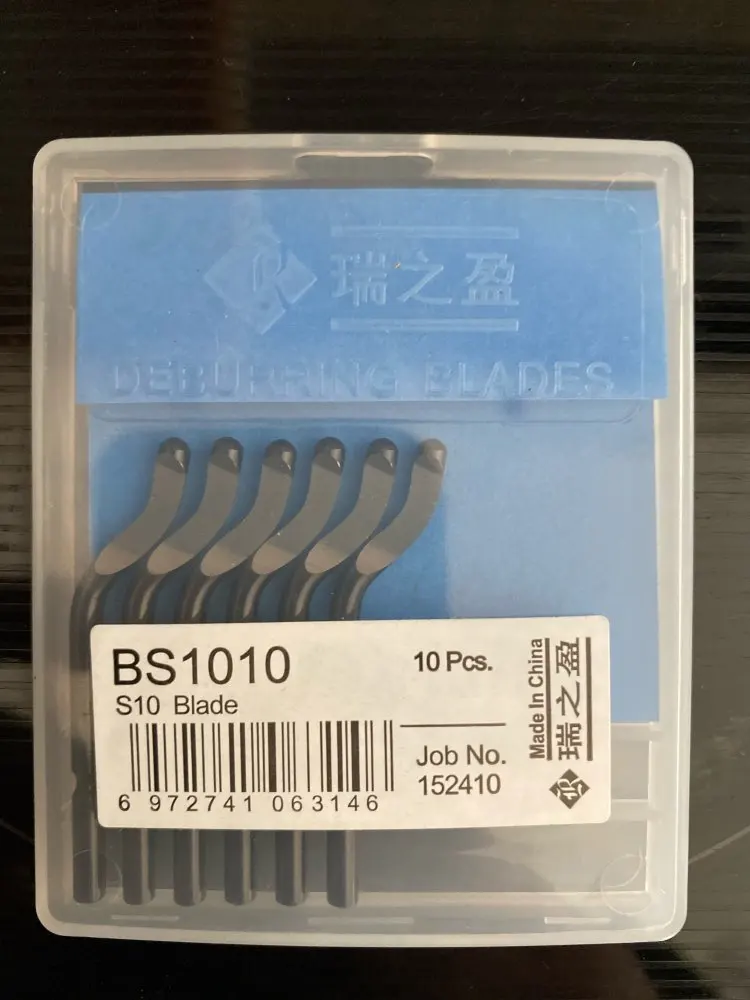 瑞之盈
DEBURRING BLADES
BS1010
10 Pcs.
S10 Blade
6 972741 063146
Job No.
152410
Made In China
瑞之盈